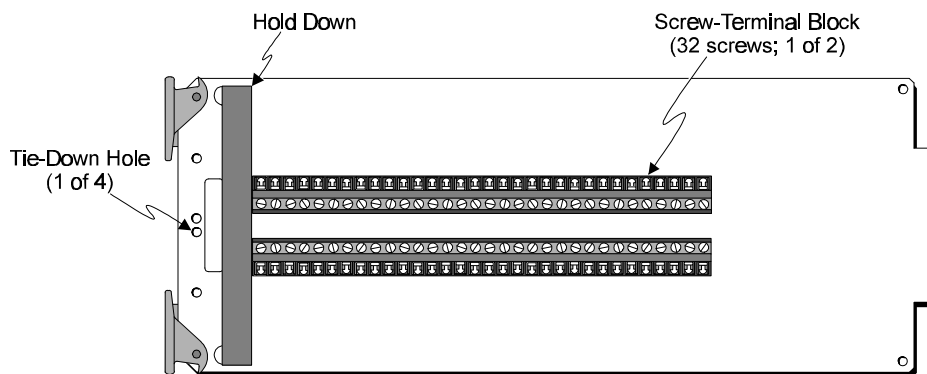 Hold Down
Screw-Terminal Block
(32 screws; 1 of 2)
Tie-Down Hole
(1 of 4)